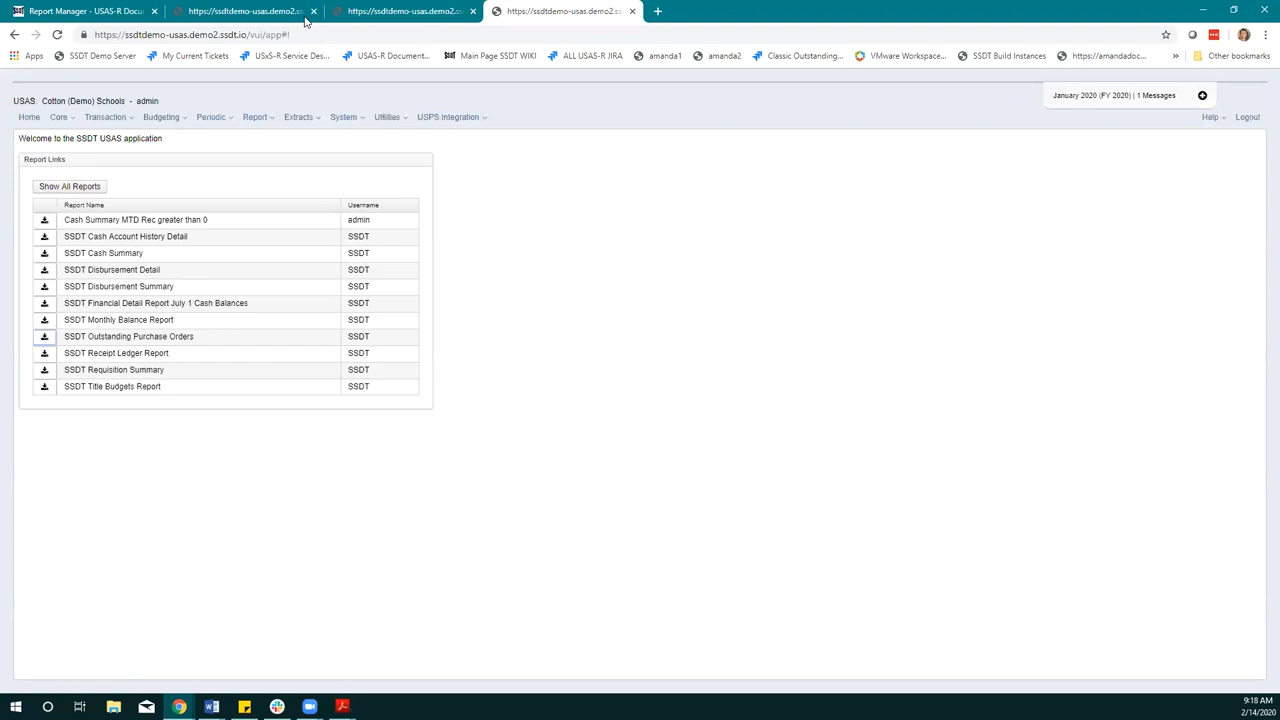 Report Manager - USAS-R Docu
https://ssdtdemo-usas.demo2.ss
https://ssdtdemo-usas.demo2.ss
https://ssdtdemo-usas.demo2.ss
https://ssdtdemo-usas.demo2.ssdt.io/vui/app#!
Apps
SSDT Demo Server
My Current Tickets
USxS-R Service Des...
USAS-R Document...
Main Page SSDT WIKI
ALL USAS-R JIRA
amanda1
amanda2
Classic Outstanding...
VMware Workspace...
SSDT Build Instances
https://amandadoc...
»
Other bookmarks
USAS: Cotton (Demo) Schools - admin
January 2020 (FY 2020) | 1 Messages
Home Core Transaction Budgeting Periodic Report Extracts System Utilities USPS Integration Help Logout
Welcome to the SSDT USAS application
Report Links
Show All Reports
Report Name Username
Cash Summary MTD Rec greater than 0 admin
SSDT Cash Account History Detail SSDT
SSDT Cash Summary SSDT
SSDT Disbursement Detail SSDT
SSDT Disbursement Summary SSDT
SSDT Financial Detail Report July 1 Cash Balances SSDT
SSDT Monthly Balance Report SSDT
SSDT Outstanding Purchase Orders SSDT
SSDT Receipt Ledger Report SSDT
SSDT Requisition Summary SSDT
SSDT Title Budgets Report SSDT
9:18 AM
2/14/2020